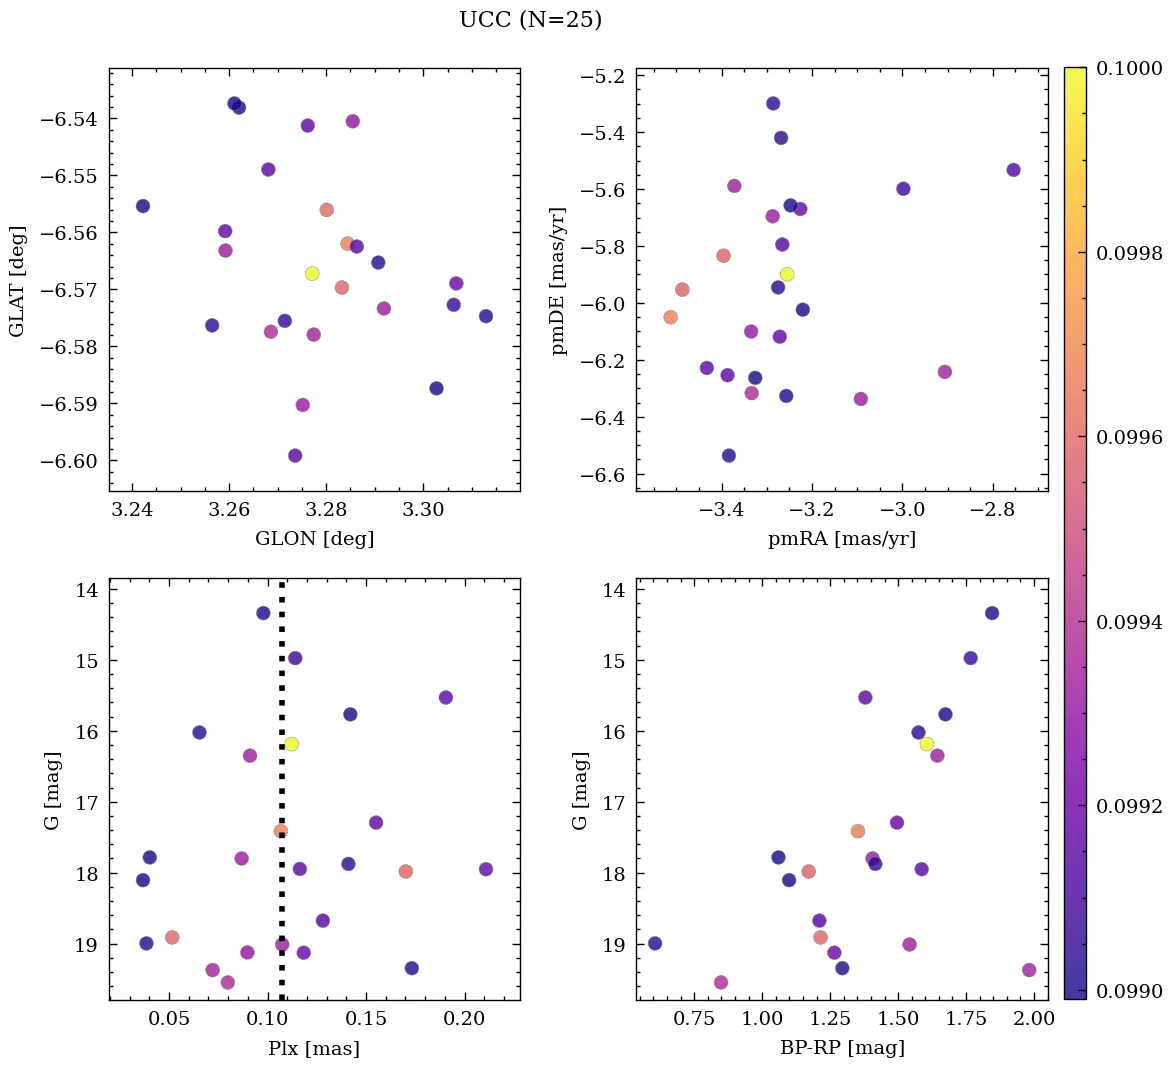 UCC (N=25)
−6.54
−6.55
−6.56
−6.57
−6.58
−6.59
−6.60
GLAT [deg]
3.24 3.26 3.28 3.30
GLON [deg]
−5.2
−5.4
−5.6
−5.8
−6.0
−6.2
−6.4
−6.6
pmDE [mas/yr]
−3.4 −3.2 −3.0 −2.8
pmRA [mas/yr]
14
15
16
17
18
19
G [mag]
0.05 0.10 0.15 0.20
Plx [mas]
14
15
16
17
18
19
G [mag]
0.75 1.00 1.25 1.50 1.75 2.00
BP-RP [mag]
0.1000
0.0998
0.0996
0.0994
0.0992
0.0990